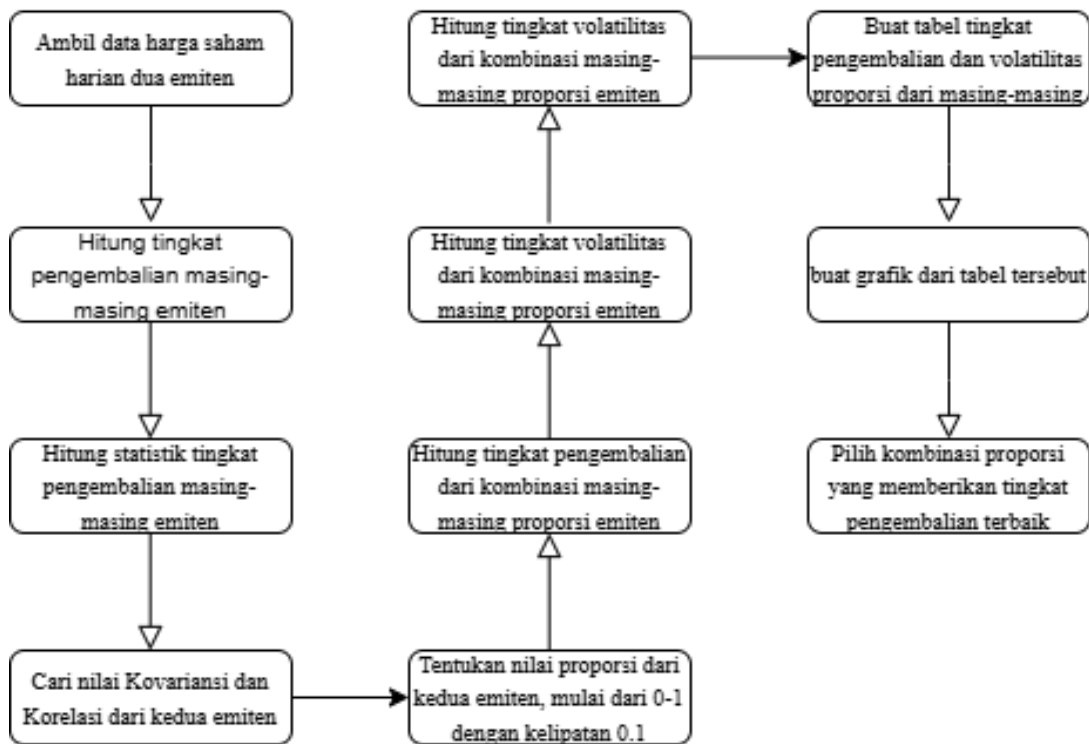 Ambil data harga saham
harian dua emiten
Hitung tingkat
pengembalian masing-
masing emiten
Hitung statistik tingkat
pengembalian masing-
masing emiten
Cari nilai Kovariansi dan
Korelasi dari kedua emiten
Tentukan nilai proporsi dari
kedua emiten, mulai dari 0-1
dengan kelipatan 0.1
Hitung tingkat pengembalian
dari kombinasi masing-
masing proporsi emiten
Hitung tingkat volatilitas
dari kombinasi masing-
masing proporsi emiten
Hitung tingkat volatilitas
dari kombinasi masing-
masing proporsi emiten
Buat tabel tingkat
pengembalian dan volatilitas
proporsi dari masing-masing
buat grafik dari tabel tersebut
Pilih kombinasi proporsi
yang memberikan tingkat
pengembalian terbaik